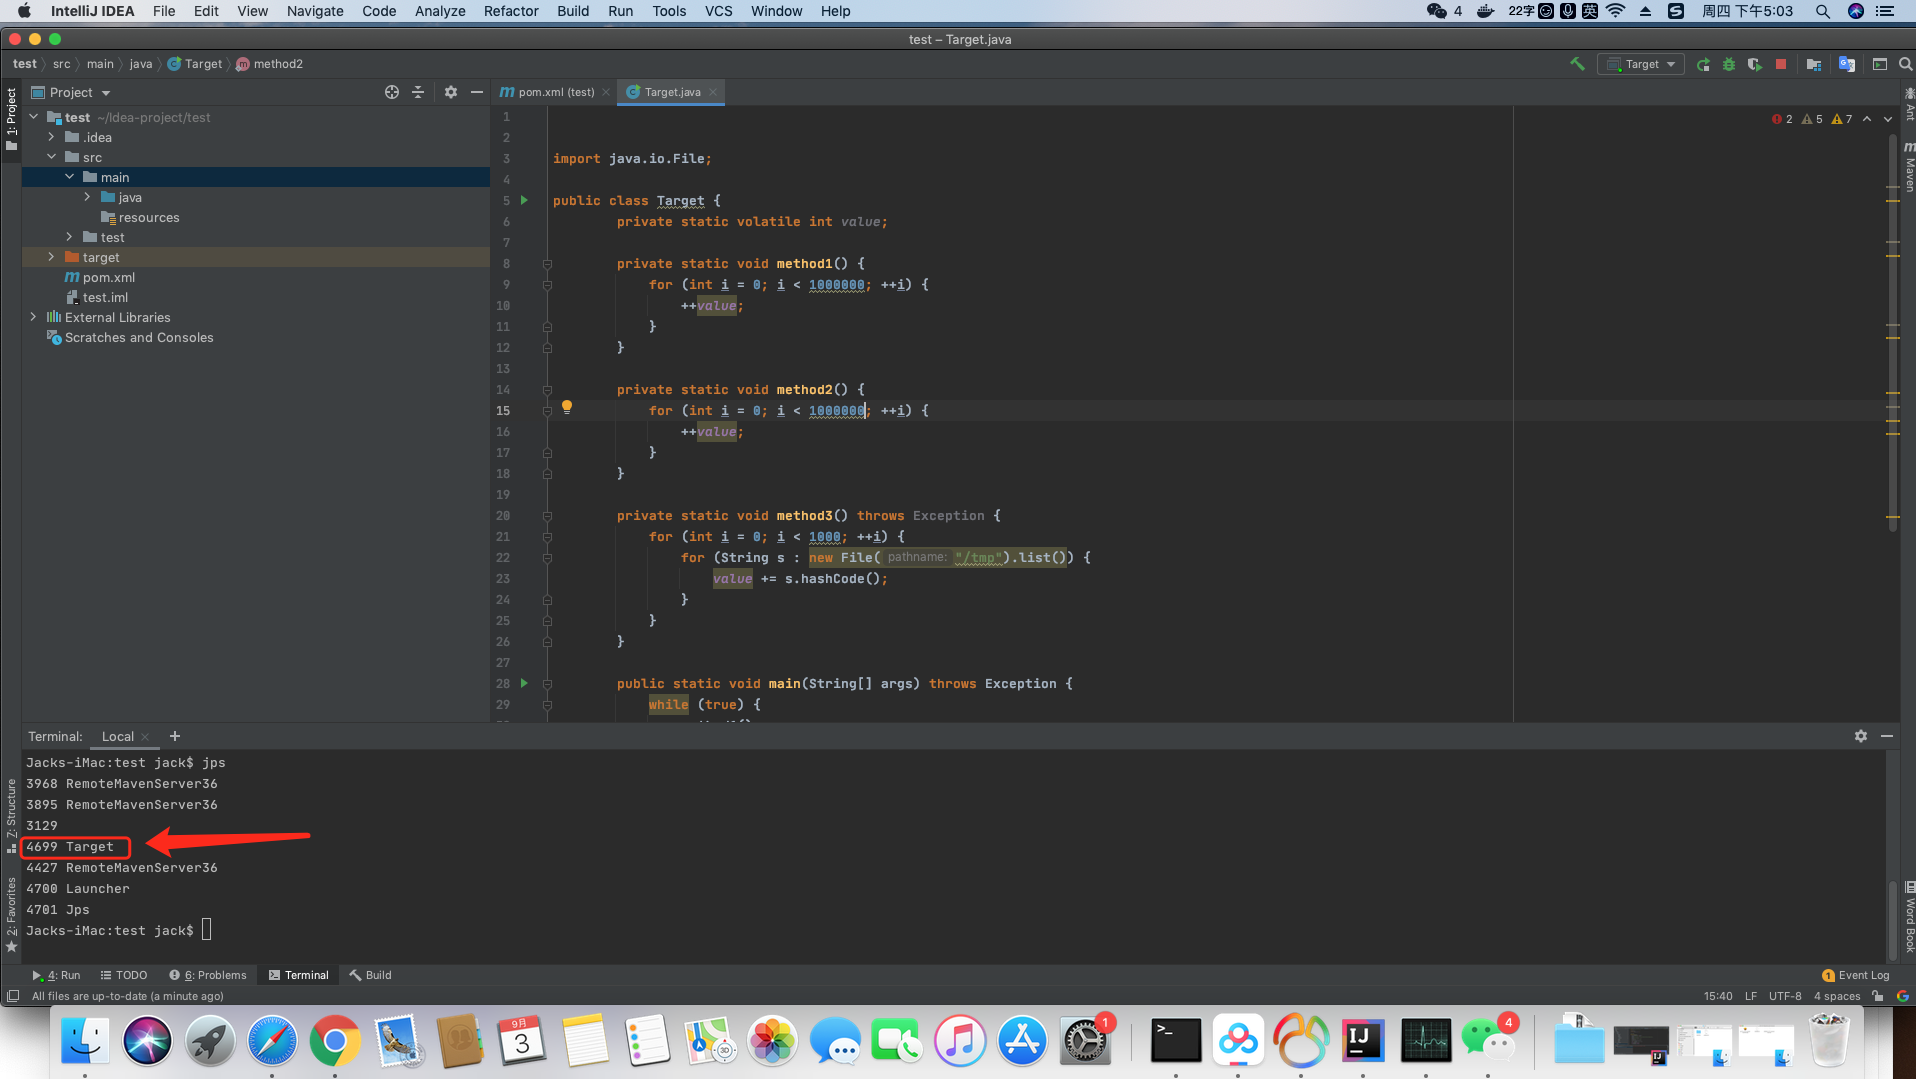 IntelliJ IDEA File Edit View Navigate Code Analyze Refactor Build Run Tools VCS Window Help 4 22字 英 周四 下午5:03
test – Target.java
test src main java Target method2 Target
1: Project
Project
pom.xml (test) Target.java
test ~/Idea-project/test
.idea
src
main
java
resources
test
target
pom.xml
test.iml
External Libraries
Scratches and Consoles
2 5 7
Ant
Maven
1
2
3 import java.io.File;
4
5 public class Target {
6 private static volatile int value;
7
8 private static void method1() {
9 for (int i = 0; i < 1000000; ++i) {
10 ++value;
11 }
12 }
13
14 private static void method2() {
15 for (int i = 0; i < 1000000; ++i) {
16 ++value;
17 }
18 }
19
20 private static void method3() throws Exception {
21 for (int i = 0; i < 1000; ++i) {
22 for (String s : new File( pathname: "/tmp").list()) {
23 value += s.hashCode();
24 }
25 }
26 }
27
28 public static void main(String[] args) throws Exception {
29 while (true) {
Terminal: Local
Jacks-iMac:test jack$ jps
3968 RemoteMavenServer36
3895 RemoteMavenServer36
3129
4699 Target
4427 RemoteMavenServer36
4700 Launcher
4701 Jps
Jacks-iMac:test jack$
Z: Structure
2: Favorites
Word Book
4: Run TODO 6: Problems Terminal Build 1 Event Log
All files are up-to-date (a minute ago) 15:40 LF UTF-8 4 spaces
9月
3
3D
1
IJ
4
IJ